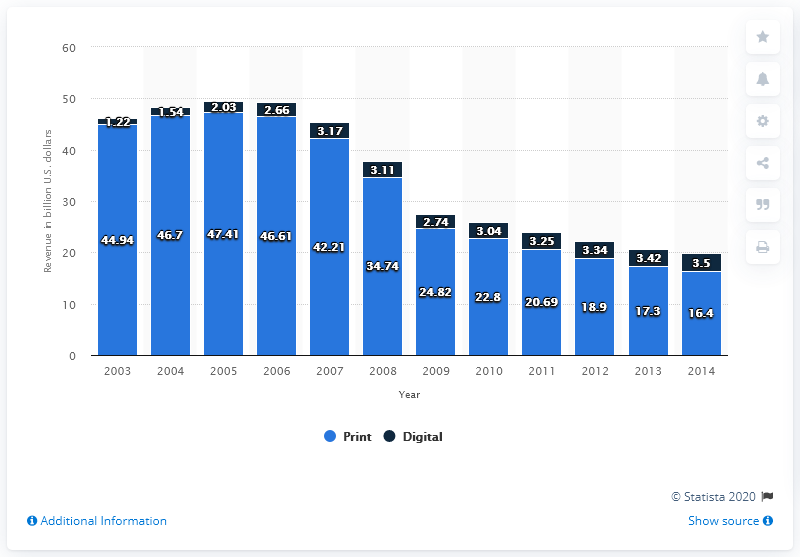 60
50
40
30
20
10
0
Revenue in billion U.S. dollars
1.22 1.54 2.03 2.66 3.17 3.11 2.74 3.04 3.25 3.34 3.42 3.5
44.94 46.7 47.41 46.61 42.21 34.74 24.82 22.8 20.69 18.9 17.3 16.4
2003 2004 2005 2006 2007 2008 2009 2010 2011 2012 2013 2014
Year
Print Digital
© Statista 2020
Additional Information Show source